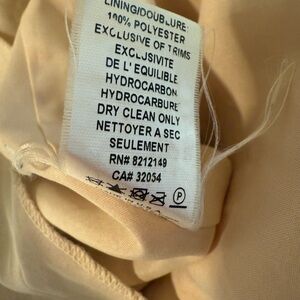 LINING/DOUBLURE:
100% POLYESTER
EXCLUSIVE OF TRIMS
EXCLJSIVITE
DE L'EQUILIBLE
HYDROCARBON
HYDROCARBURE
DRY CLEAN ONLY
NETTOYER A SEC
SEULEMENT
RN# 8212149
CA# 32054
P